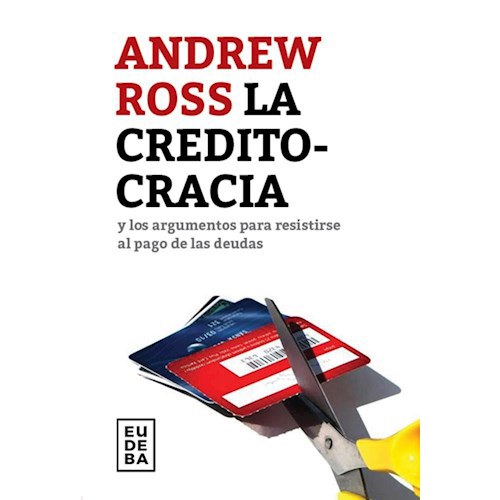 ANDREW
ROSS LA
CREDITO-
CRACIA
y los argumentos para resistirse
al pago de las deudas
EU
DE
BA